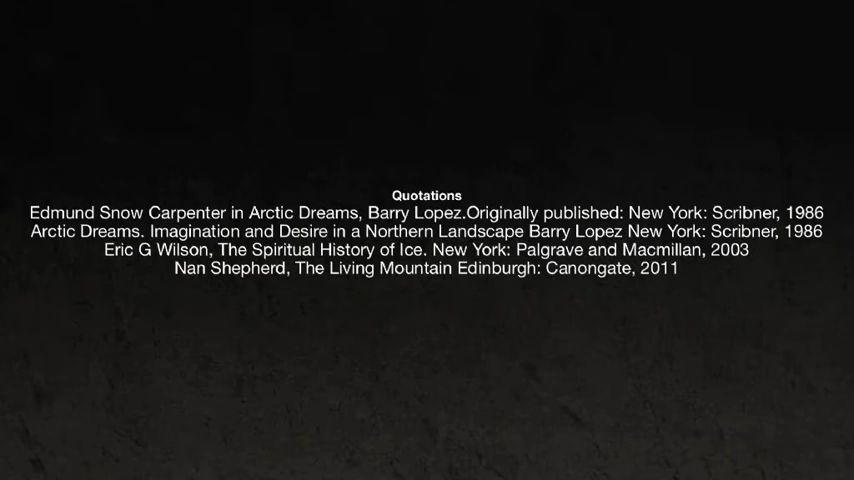 Quotations
Edmund Snow Carpenter in Arctic Dreams, Barry Lopez.Originally published: New York: Scribner, 1986
Arctic Dreams. Imagination and Desire in a Northern Landscape Barry Lopez New York: Scribner, 1986
Eric G Wilson, The Spiritual History of Ice. New York: Palgrave and Macmillan, 2003
Nan Shepherd, The Living Mountain Edinburgh: Canongate, 2011